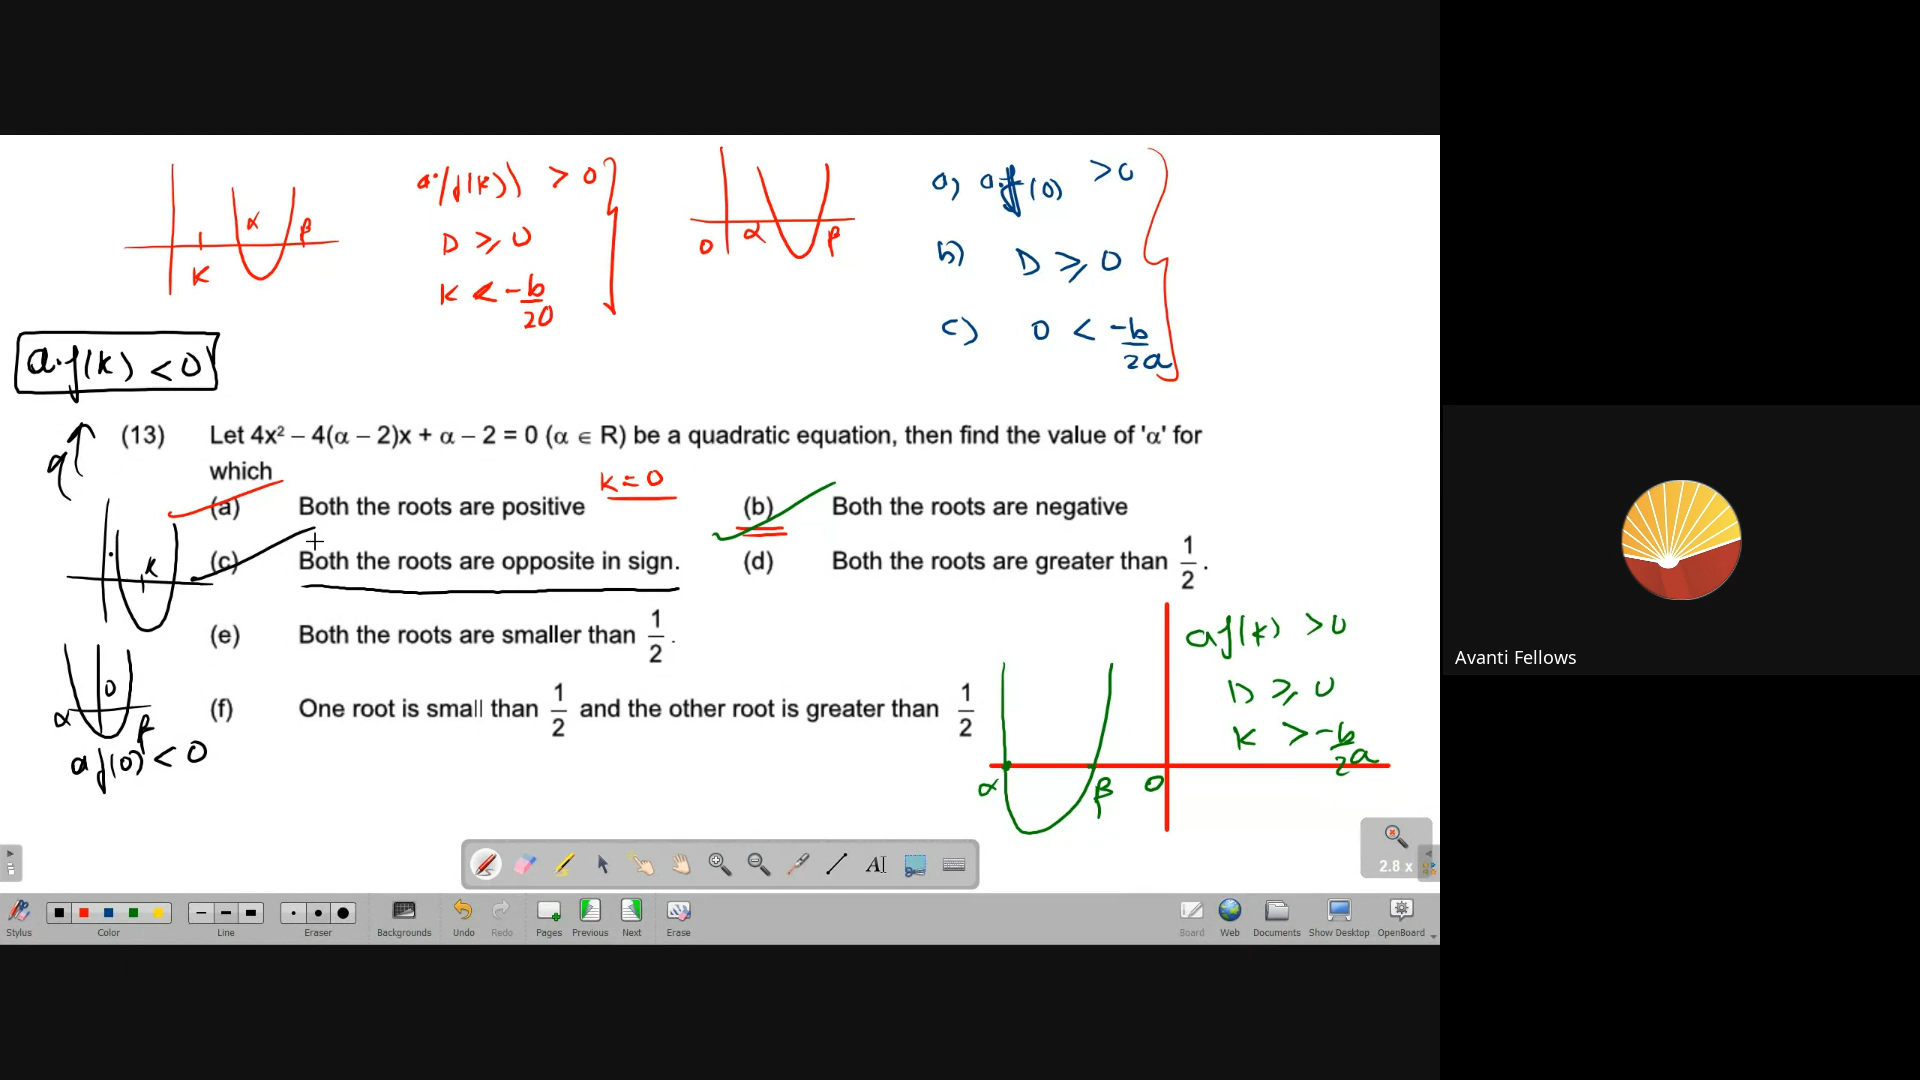 a.f(k)) > 0
D ≥ 0
K < -b/2a
K
α
β
0
α
β
a) a.f(0) > 0
b) D ≥ 0
c) 0 < -b/2a
a.f(k) < 0
(13) Let 4x² – 4(α – 2)x + α – 2 = 0 (α ∈ R) be a quadratic equation, then find the value of 'α' for
which
K = 0
(a) Both the roots are positive
(b) Both the roots are negative
(c) Both the roots are opposite in sign.
(d) Both the roots are greater than 1/2.
(e) Both the roots are smaller than 1/2.
(f) One root is small than 1/2 and the other root is greater than 1/2
K
0
α
β
a f(0) < 0
a f(k) > 0
D ≥ 0
K > -b/2a
α
β
0
Avanti Fellows
2.8 x
AI
Stylus
Color
Line
Eraser
Backgrounds
Undo
Redo
Pages
Previous
Next
Erase
Board
Web
Documents
Show Desktop
OpenBoard